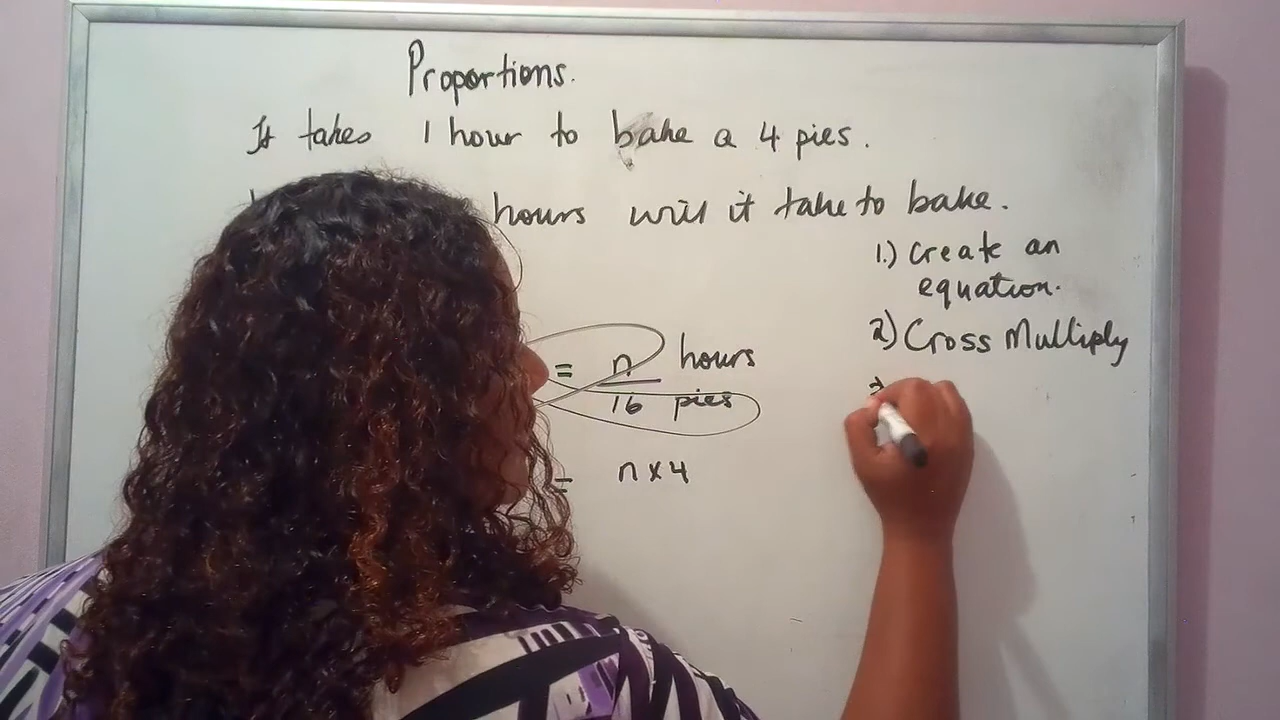 Proportions.
It takes 1 hour to bake a 4 pies.
hours will it take to bake.
1.) Create an
equation.
2) Cross Multiply
= n hours
16 pies
= n x 4